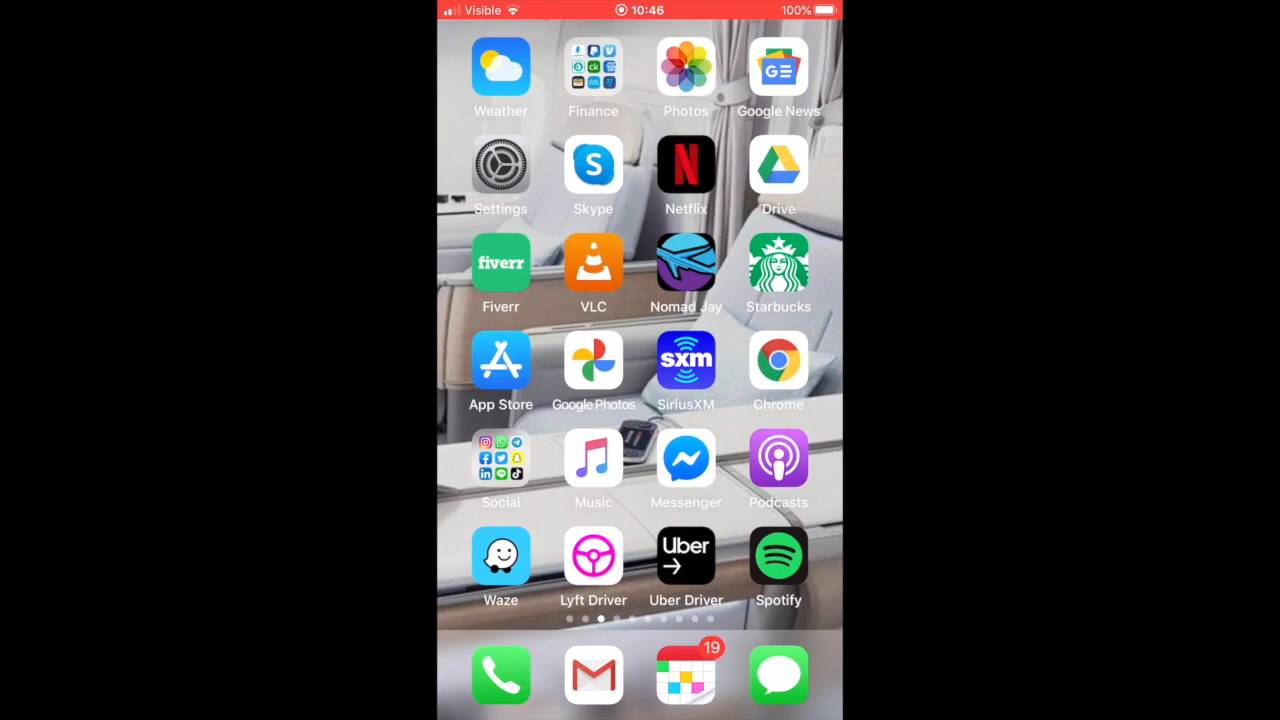 Visible 10:46 100%
Weather Finance Photos Google News
Settings Skype Netflix Drive
fiverr
Fiverr VLC Nomad Jay Starbucks
sxm
App Store Google Photos SiriusXM Chrome
Social Music Messenger Podcasts
Uber
Waze Lyft Driver Uber Driver Spotify
19